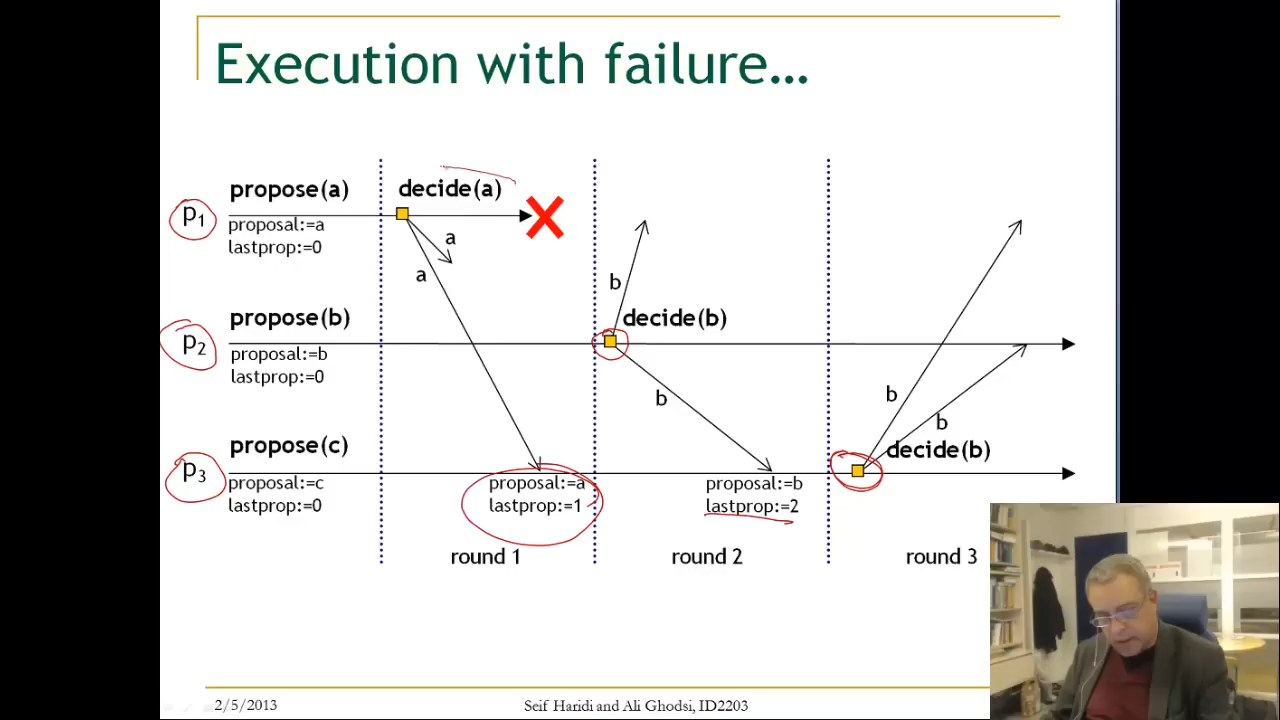 Execution with failure...
propose(a)
decide(a)
p1
proposal:=a
lastprop:=0
a
a
b
propose(b)
decide(b)
p2
proposal:=b
lastprop:=0
b
b
b
propose(c)
decide(b)
p3
proposal:=c
lastprop:=0
proposal:=a
lastprop:=1
proposal:=b
lastprop:=2
round 1
round 2
round 3
2/5/2013
Seif Haridi and Ali Ghodsi, ID2203